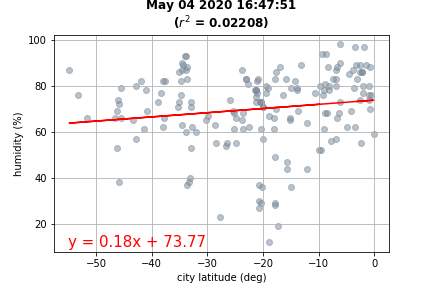 May 04 2020 16:47:51
(r² = 0.02208)
100
80
60
40
20
humidity (%)
y = 0.18x + 73.77
−50
−40
−30
−20
−10
0
city latitude (deg)